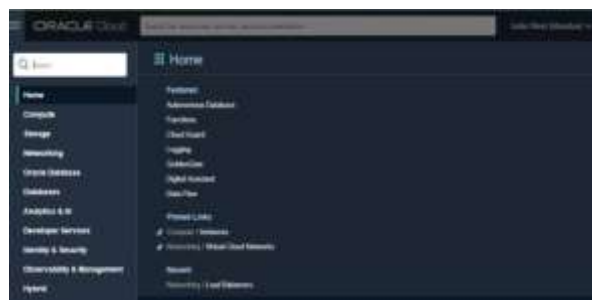 ORACLE Cloud
Home
Home
Compute
Storage
Networking
Oracle Database
Databases
Analytics & AI
Developer Services
Identity & Security
Observability & Management
Hybrid
Featured
Autonomous Database
Functions
Cloud Guard
Logging
GoldenGate
Digital Assistant
Data Flow
Pinned Links
Compute / Instances
Networking / Virtual Cloud Networks
Recent
Networking / Load Balancers